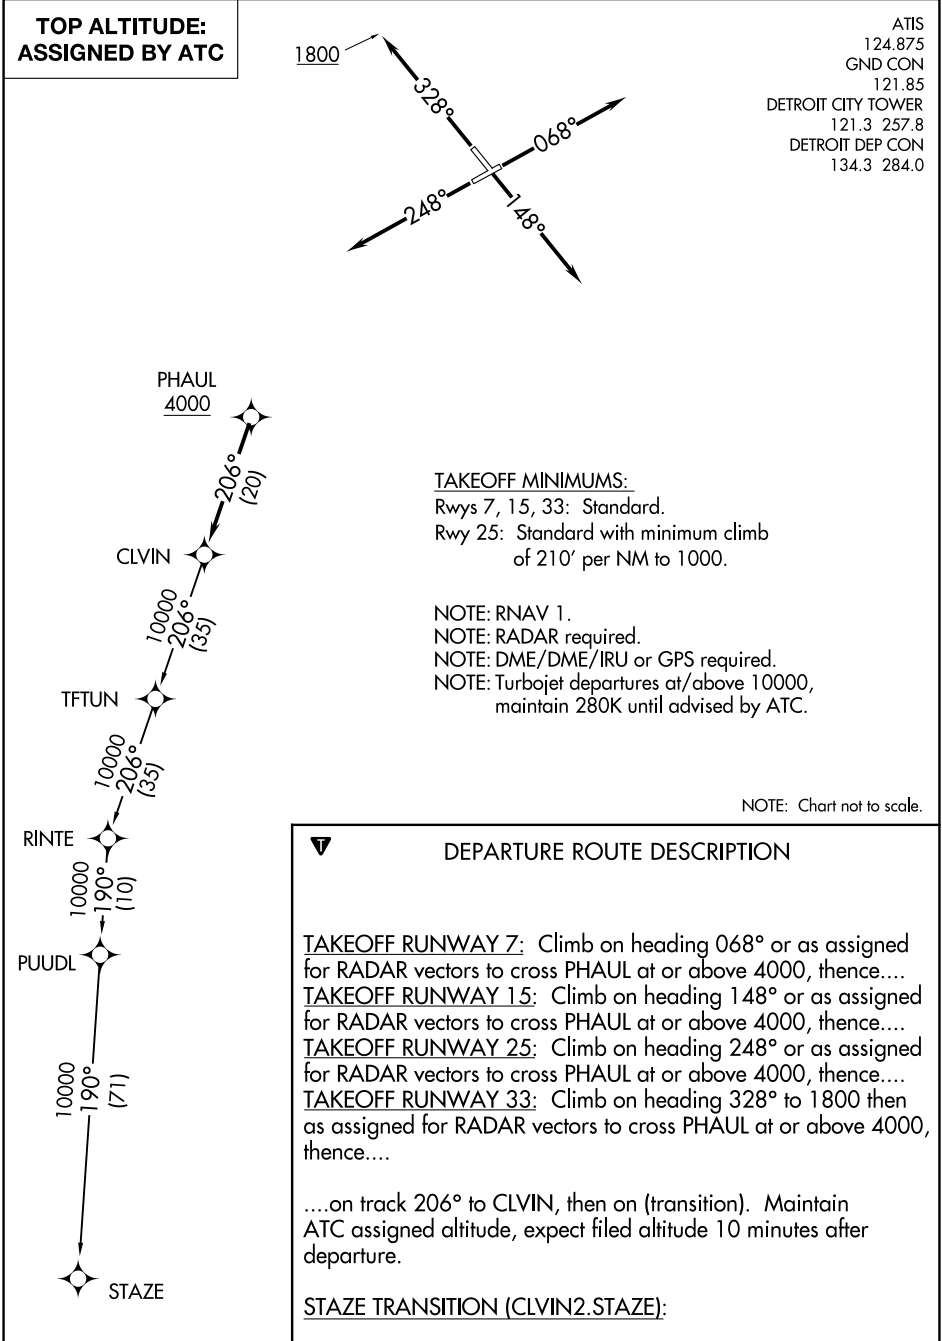 TOP ALTITUDE:
ASSIGNED BY ATC
ATIS
124.875
GND CON
121.85
DETROIT CITY TOWER
121.3 257.8
DETROIT DEP CON
134.3 284.0
1800
328°
068°
248°
148°
PHAUL
4000
206°
(20)
CLVIN
10000
206°
(35)
TFTUN
10000
206°
(35)
RINTE
10000
190°
(10)
PUUDL
10000
190°
(71)
STAZE
TAKEOFF MINIMUMS:
Rwys 7, 15, 33: Standard.
Rwy 25: Standard with minimum climb
of 210' per NM to 1000.
NOTE: RNAV 1.
NOTE: RADAR required.
NOTE: DME/DME/IRU or GPS required.
NOTE: Turbojet departures at/above 10000,
maintain 280K until advised by ATC.
NOTE: Chart not to scale.
T
DEPARTURE ROUTE DESCRIPTION
TAKEOFF RUNWAY 7: Climb on heading 068° or as assigned
for RADAR vectors to cross PHAUL at or above 4000, thence....
TAKEOFF RUNWAY 15: Climb on heading 148° or as assigned
for RADAR vectors to cross PHAUL at or above 4000, thence....
TAKEOFF RUNWAY 25: Climb on heading 248° or as assigned
for RADAR vectors to cross PHAUL at or above 4000, thence....
TAKEOFF RUNWAY 33: Climb on heading 328° to 1800 then
as assigned for RADAR vectors to cross PHAUL at or above 4000,
thence....
....on track 206° to CLVIN, then on (transition). Maintain
ATC assigned altitude, expect filed altitude 10 minutes after
departure.
STAZE TRANSITION (CLVIN2.STAZE):